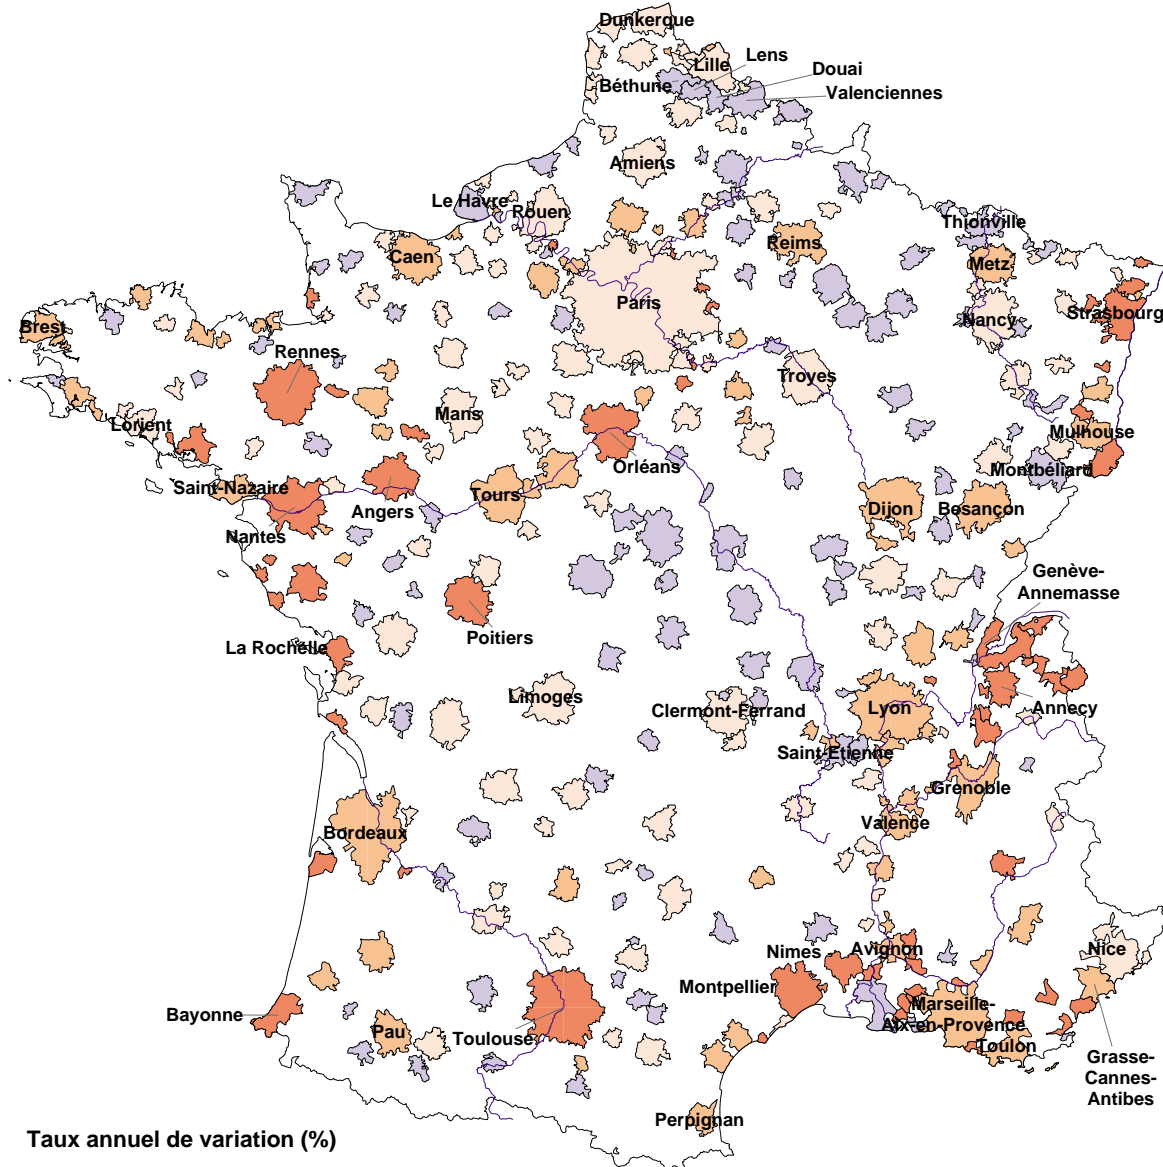 Dunkerque
Lens
Lille
Douai
Béthune
Valenciennes
Amiens
Le Havre
Rouen
Thionville
Reims
Caen
Metz
Paris
Strasbourg
Nancy
Brest
Rennes
Troyes
Mans
Lorient
Mulhouse
Orléans
Montbéliard
Saint-Nazaire
Tours
Angers
Dijon
Besançon
Nantes
Genève-
Annemasse
Poitiers
La Rochelle
Limoges
Clermont-Ferrand
Lyon
Annecy
Saint-Etienne
Grenoble
Bordeaux
Valence
Nimes
Avignon
Nice
Montpellier
Bayonne
Marseille-
Aix-en-Provence
Pau
Toulouse
Toulon
Grasse-
Cannes-
Antibes
Perpignan
Taux annuel de variation (%)